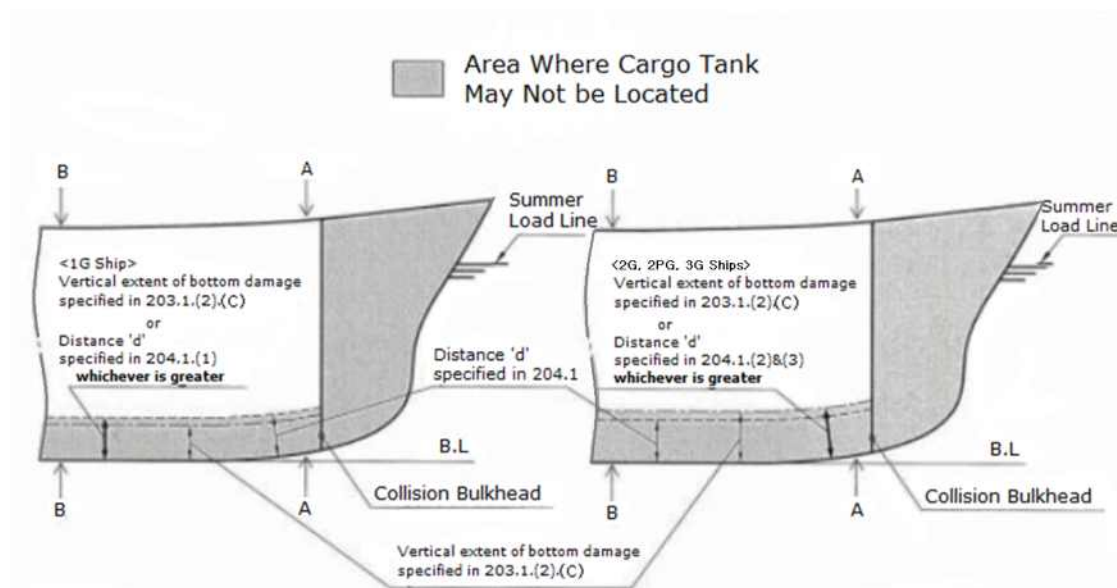 Area Where Cargo Tank
May Not be Located
B
A
Summer
Load Line
<1G Ship>
Vertical extent of bottom damage
specified in 203.1.(2).(C)
or
Distance 'd'
specified in 204.1.(1)
whichever is greater
B.L
B
A
Collision Bulkhead
Distance 'd'
specified in 204.1
Vertical extent of bottom damage
specified in 203.1.(2).(C)
B
A
Summer
Load Line
<2G, 2PG, 3G Ships>
Vertical extent of bottom damage
specified in 203.1.(2).(C)
or
Distance 'd'
specified in 204.1.(2)&(3)
whichever is greater
B.L
B
A
Collision Bulkhead